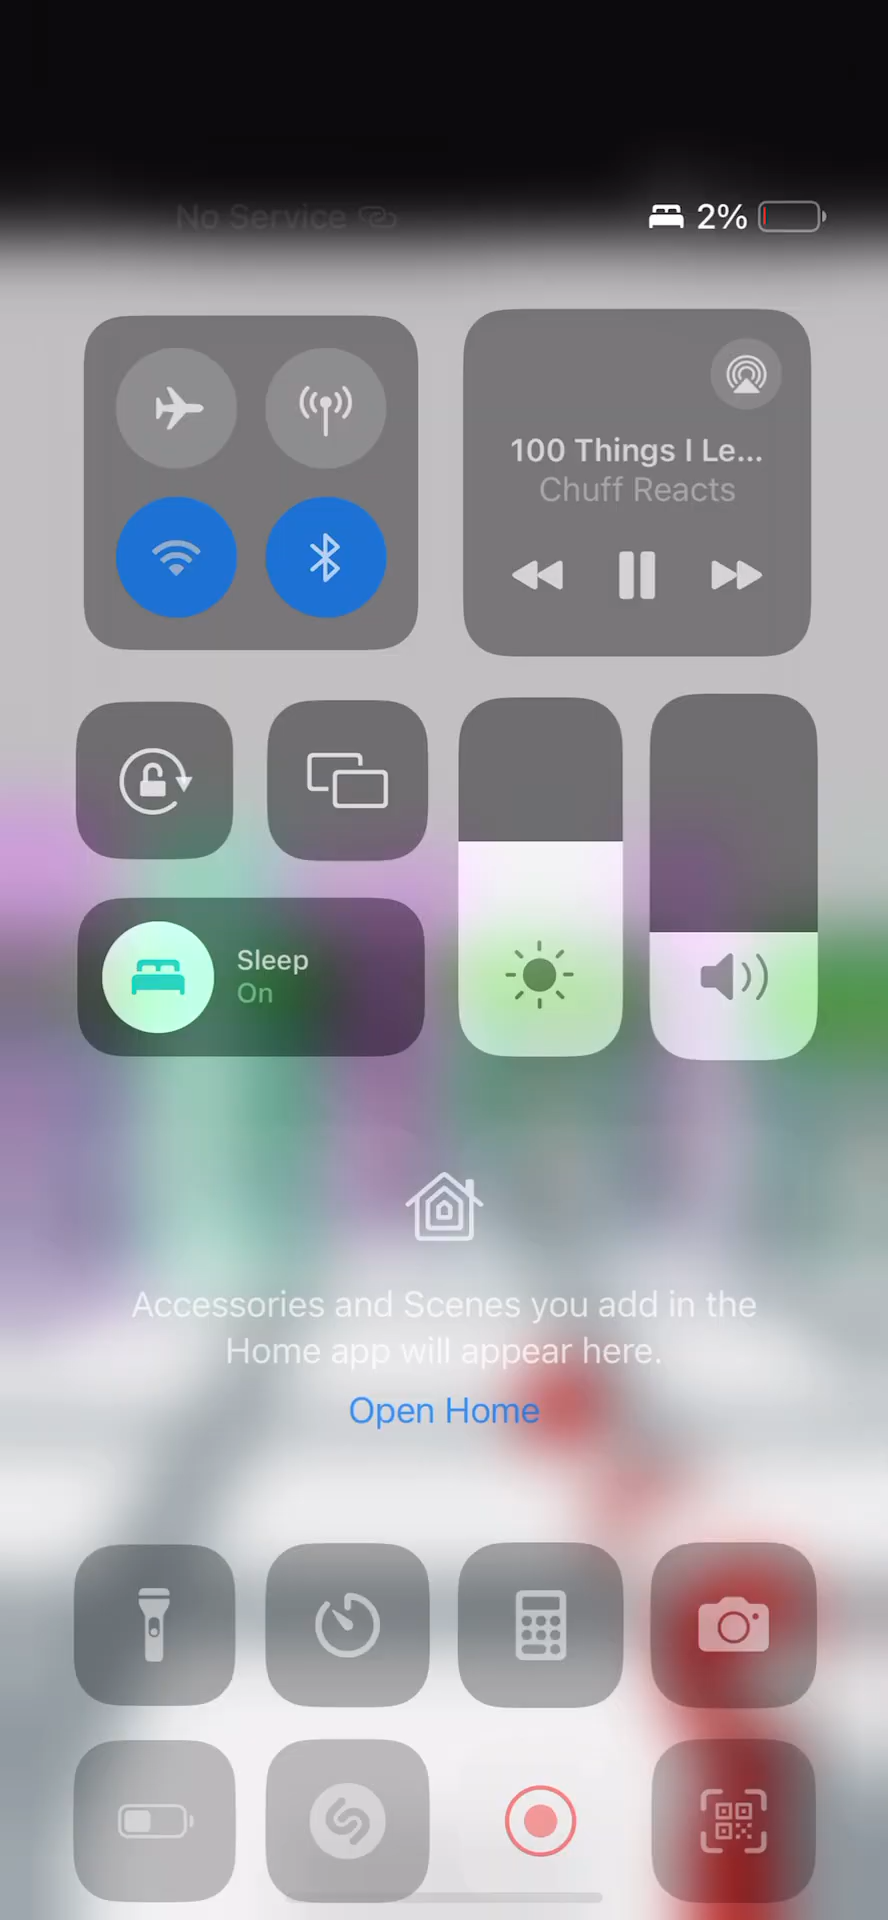 No Service
2%
100 Things I Le...
Chuff Reacts
Sleep
On
Accessories and Scenes you add in the
Home app will appear here.
Open Home